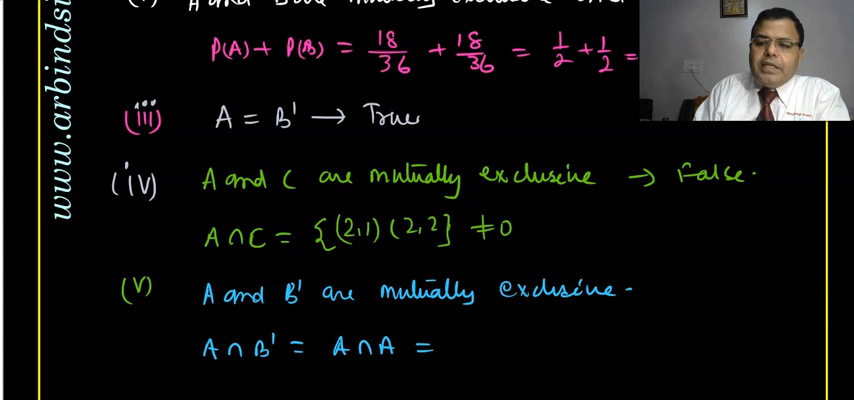 P(A) + P(B) = 18/36 + 18/36 = 1/2 + 1/2 =
(iii) A = B' → True
(iv) A and C are mutually exclusive → False.
A ∩ C = {(2,1) (2,2} ≠ 0
(V) A and B' are mutually exclusive.
A ∩ B' = A ∩ A =
www.arbindsi